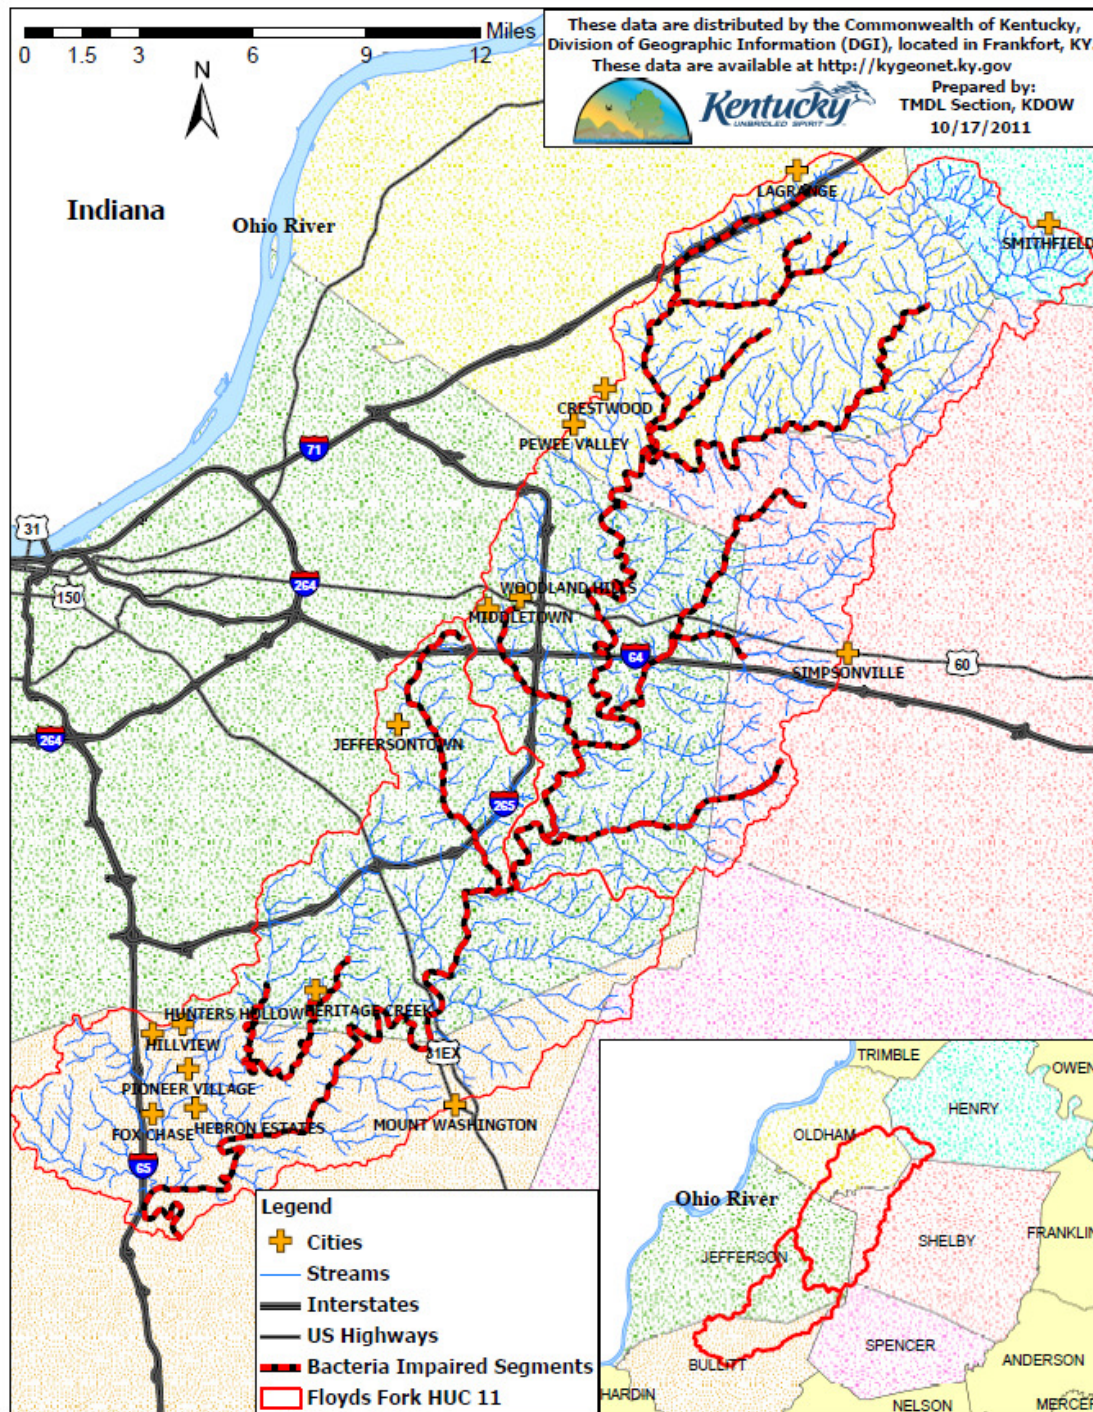 Miles
0 1.5 3 6 9 12
N
These data are distributed by the Commonwealth of Kentucky,
Division of Geographic Information (DGI), located in Frankfort, KY.
These data are available at http://kygeonet.ky.gov
Kentucky
UNBRIDLED SPIRIT
Prepared by:
TMDL Section, KDOW
10/17/2011
Indiana
Ohio River
LAGRANGE
SMITHFIELD
CRESTWOOD
PEWEE VALLEY
71
31
150
264
WOODLAND HILLS
MIDDLETOWN
64
SIMPSONVILLE
60
264
JEFFERSONTOWN
265
HUNTERS HOLLOW
HERITAGE CREEK
HILLVIEW
31EX
PIONEER VILLAGE
HEBRON ESTATES
FOX CHASE
MOUNT WASHINGTON
65
Legend
Cities
Streams
Interstates
US Highways
Bacteria Impaired Segments
Floyds Fork HUC 11
TRIMBLE
OWEN
HENRY
OLDHAM
Ohio River
JEFFERSON
SHELBY
FRANKLIN
SPENCER
BULLITT
ANDERSON
HARDIN
NELSON
MERCER